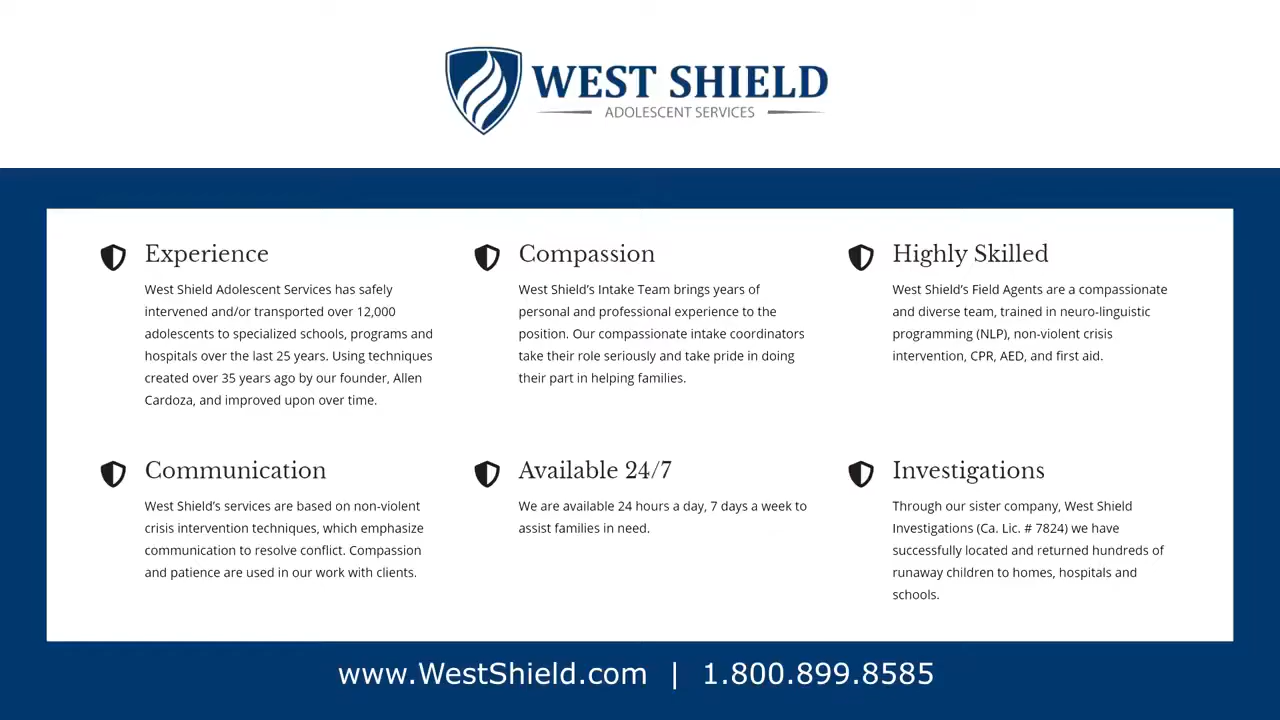 WEST SHIELD
ADOLESCENT SERVICES
Experience
West Shield Adolescent Services has safely
intervened and/or transported over 12,000
adolescents to specialized schools, programs and
hospitals over the last 25 years. Using techniques
created over 35 years ago by our founder, Allen
Cardoza, and improved upon over time.
Compassion
West Shield’s Intake Team brings years of
personal and professional experience to the
position. Our compassionate intake coordinators
take their role seriously and take pride in doing
their part in helping families.
Highly Skilled
West Shield’s Field Agents are a compassionate
and diverse team, trained in neuro-linguistic
programming (NLP), non-violent crisis
intervention, CPR, AED, and first aid.
Communication
West Shield’s services are based on non-violent
crisis intervention techniques, which emphasize
communication to resolve conflict. Compassion
and patience are used in our work with clients.
Available 24/7
We are available 24 hours a day, 7 days a week to
assist families in need.
Investigations
Through our sister company, West Shield
Investigations (Ca. Lic. # 7824) we have
successfully located and returned hundreds of
runaway children to homes, hospitals and
schools.
www.WestShield.com | 1.800.899.8585